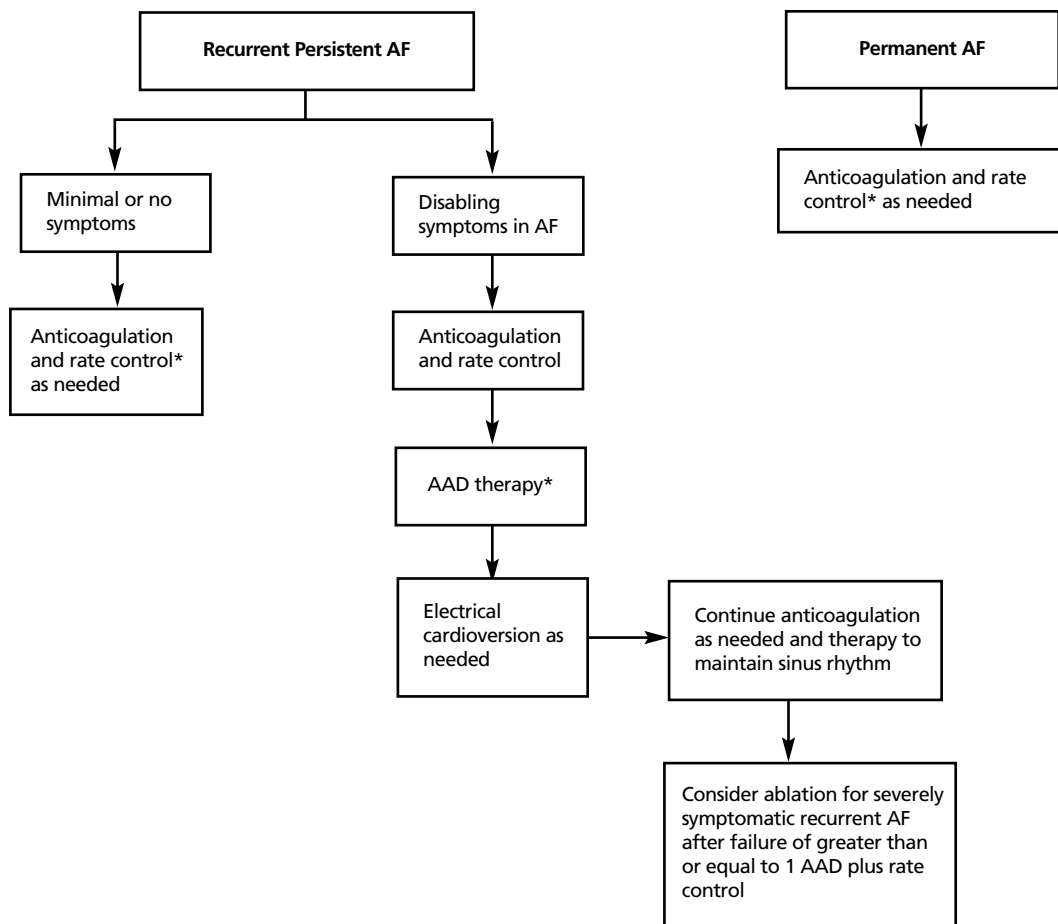 Recurrent Persistent AF
Permanent AF
Minimal or no
symptoms
Disabling
symptoms in AF
Anticoagulation and rate
control* as needed
Anticoagulation
and rate control*
as needed
Anticoagulation
and rate control
AAD therapy*
Electrical
cardioversion as
needed
Continue anticoagulation
as needed and therapy to
maintain sinus rhythm
Consider ablation for severely
symptomatic recurrent AF
after failure of greater than
or equal to 1 AAD plus rate
control